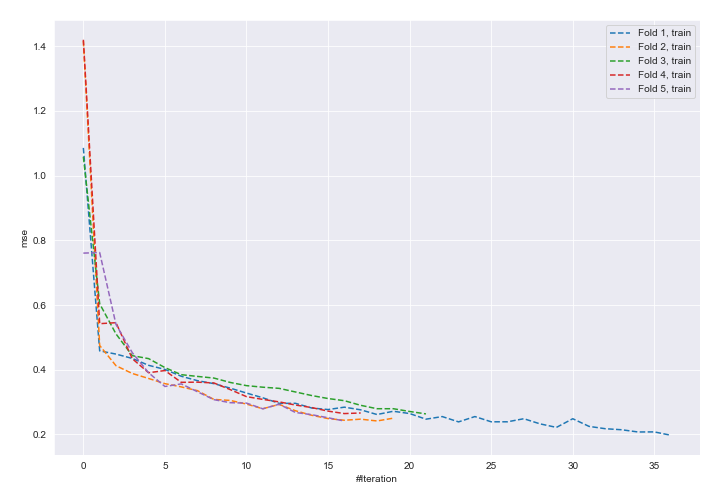 1.4
1.2
1.0
0.8
0.6
0.4
0.2
mse
0
5
10
15
20
25
30
35
#Iteration
Fold 1, train
Fold 2, train
Fold 3, train
Fold 4, train
Fold 5, train